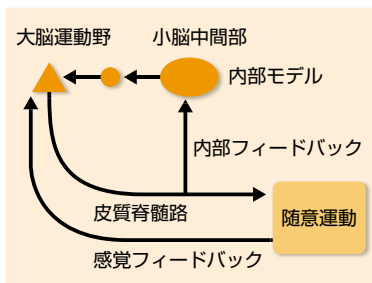 大脳運動野
小脳中間部
内部モデル
内部フィードバック
皮質脊髄路
随意運動
感覚フィードバック